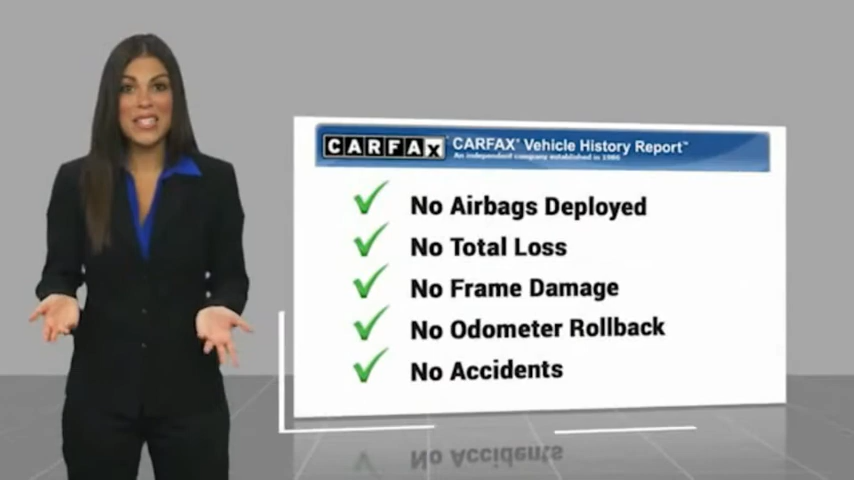 CARFAX CARFAX® Vehicle History Report™
An independent company established in 1986
No Airbags Deployed
No Total Loss
No Frame Damage
No Odometer Rollback
No Accidents
No Accidents